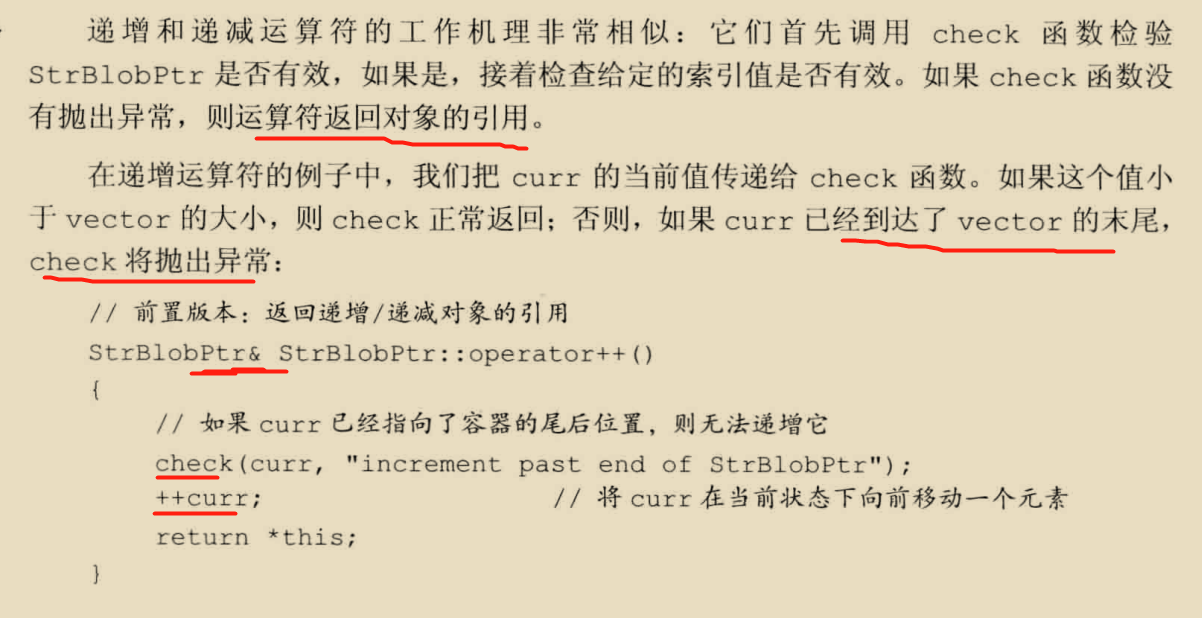 递增和递减运算符的工作机理非常相似：它们首先调用 check 函数检验
StrBlobPtr 是否有效，如果是，接着检查给定的索引值是否有效。如果 check 函数没
有抛出异常，则运算符返回对象的引用。
在递增运算符的例子中，我们把 curr 的当前值传递给 check 函数。如果这个值小
于 vector 的大小，则 check 正常返回；否则，如果 curr 已经到达了 vector 的末尾，
check 将抛出异常：
// 前置版本：返回递增/递减对象的引用
StrBlobPtr& StrBlobPtr::operator++()
{
// 如果 curr 已经指向了容器的尾后位置，则无法递增它
check(curr, "increment past end of StrBlobPtr");
++curr; // 将 curr 在当前状态下向前移动一个元素
return *this;
}